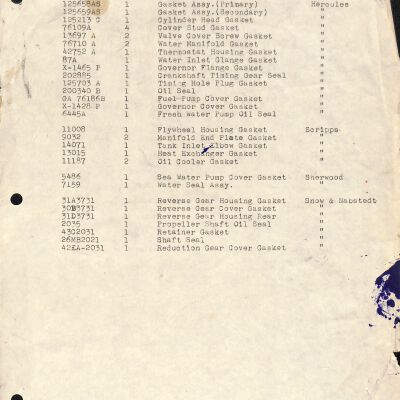 125658AS 1 Gasket Assy.(Primary) Hercules
125659AS 1 Gasket Assy.(Secondary) "
125213 C 1 Cylinder Head Gasket "
76109A 4 Cover Stud Gasket "
13697 A 2 Valve Cover Screw Gasket "
76710 A 2 Water Manifold Gasket "
42752 A 1 Thermostat Housing Gasket "
87A 1 Water Inlet Glange Gasket "
X-1465 P 1 Governor Flange Gasket "
202885 1 Crankshaft Timing Gear Seal "
125703 A 1 Timing Hole Plug Gasket "
200340 B 1 Oil Seal "
GA 76186B 1 Fuel Pump Cover Gasket "
X-1428 P 1 Governor Cover Gasket "
6445A 1 Fresh Water Pump Oil Seal "
11008 1 Flywheel Housing Gasket Scripps
9032 2 Manifold End Plate Gasket "
14071 1 Tank Inlet Elbow Gasket "
13015 1 Heat Exchanger Gasket "
11187 2 Oil Cooler Gasket "
5486 1 Sea Water Pump Cover Gasket Sherwood
7159 1 Water Seal Assy. "
31A3731 1 Reverse Gear Housing Gasket Snow & Nabstedt
30B3731 1 Reverse Gear Cover Gasket "
31D3731 1 Reverse Gear Housing Rear "
2035 1 Propeller Shaft Oil Seal "
43C2031 1 Retainer Gasket "
26MB2021 1 Shaft Seal "
42EA-2031 1 Reduction Gear Cover Gasket "